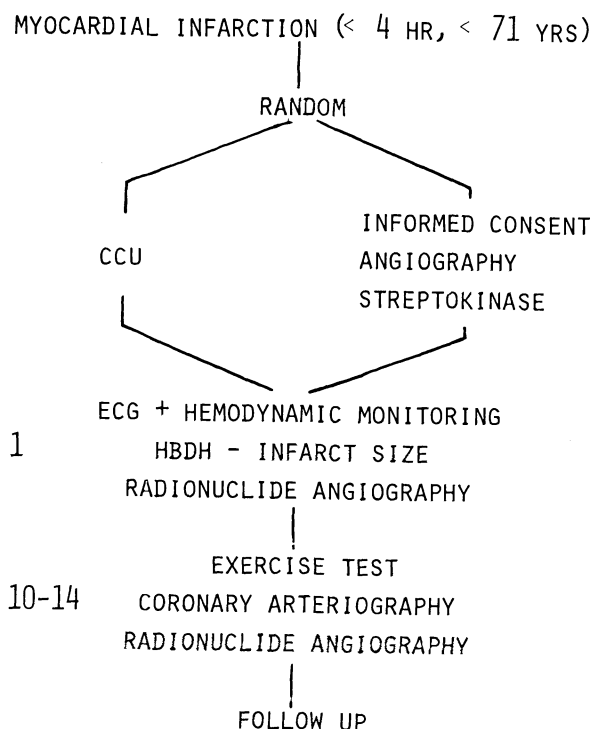 MYOCARDIAL INFARCTION (< 4 HR, < 71 YRS)
RANDOM
CCU
INFORMED CONSENT
ANGIOGRAPHY
STREPTOKINASE
ECG + HEMODYNAMIC MONITORING
1
HBDH - INFARCT SIZE
RADIONUCLIDE ANGIOGRAPHY
EXERCISE TEST
10-14
CORONARY ARTERIOGRAPHY
RADIONUCLIDE ANGIOGRAPHY
FOLLOW UP